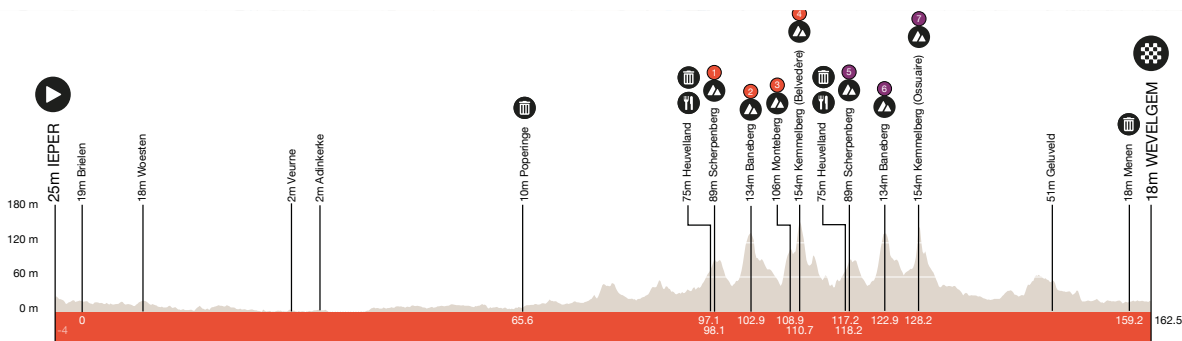 25m IEPER
19m Brielen
18m Woesten
2m Veurne
2m Adinkerke
10m Poperinge
75m Heuvelland
1
89m Scherpenberg
2
134m Baneberg
3
106m Monteberg
4
154m Kemmelberg (Belvedère)
75m Heuvelland
5
89m Scherpenberg
6
134m Baneberg
7
154m Kemmelberg (Ossuaire)
51m Geluveld
18m Menen
18m WEVELGEM
180 m
120 m
60 m
0 m
-4
0
65.6
97.1
98.1
102.9
108.9
110.7
117.2
118.2
122.9
128.2
159.2
162.5